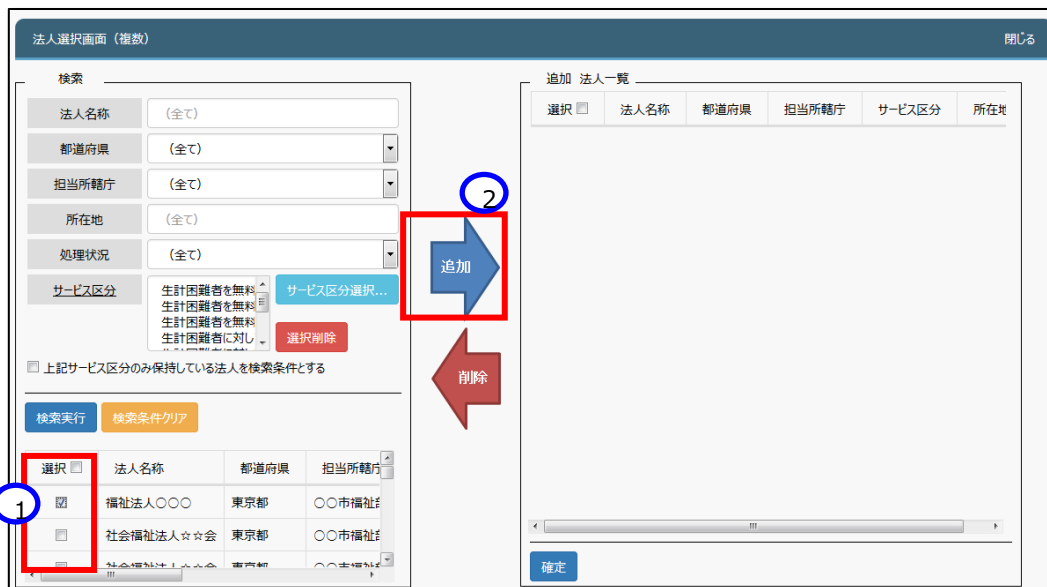 法人選択画面（複数）
閉じる
検索
法人名称 （全て）
都道府県 （全て）
担当所轄庁 （全て）
所在地 （全て）
処理状況 （全て）
サービス区分
生計困難者を無料
生計困難者を無料
生計困難者を無料
生計困難者に対し
サービス区分選択...
選択削除
上記サービス区分のみ保持している法人を検索条件とする
検索実行 検索条件クリア
選択 法人名称 都道府県 担当所轄庁
1
福祉法人〇〇〇 東京都 〇〇市福祉
社会福祉法人☆☆会 東京都 〇〇市福祉
2
追加
削除
追加 法人一覧
選択 法人名称 都道府県 担当所轄庁 サービス区分 所在地
確定